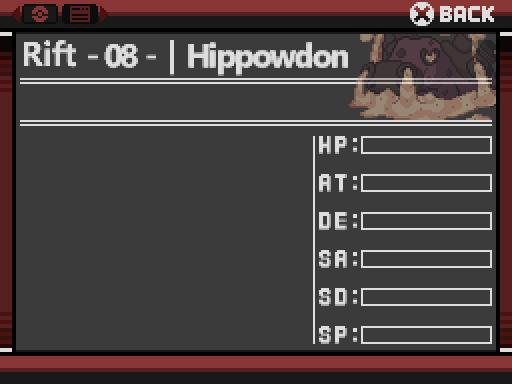 BACK
Rift - 08 - | Hippowdon
HP:
AT:
DE:
SA:
SD:
SP: